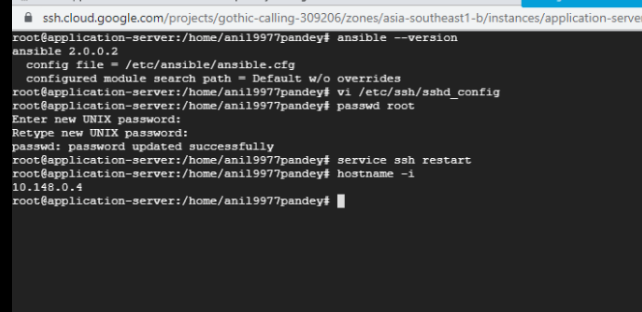 ssh.cloud.google.com/projects/gothic-calling-309206/zones/asia-southeast1-b/instances/application-server
root@application-server:/home/anil9977pandey# ansible --version
ansible 2.0.0.2
  config file = /etc/ansible/ansible.cfg
  configured module search path = Default w/o overrides
root@application-server:/home/anil9977pandey# vi /etc/ssh/sshd_config
root@application-server:/home/anil9977pandey# passwd root
Enter new UNIX password:
Retype new UNIX password:
passwd: password updated successfully
root@application-server:/home/anil9977pandey# service ssh restart
root@application-server:/home/anil9977pandey# hostname -i
10.148.0.4
root@application-server:/home/anil9977pandey#